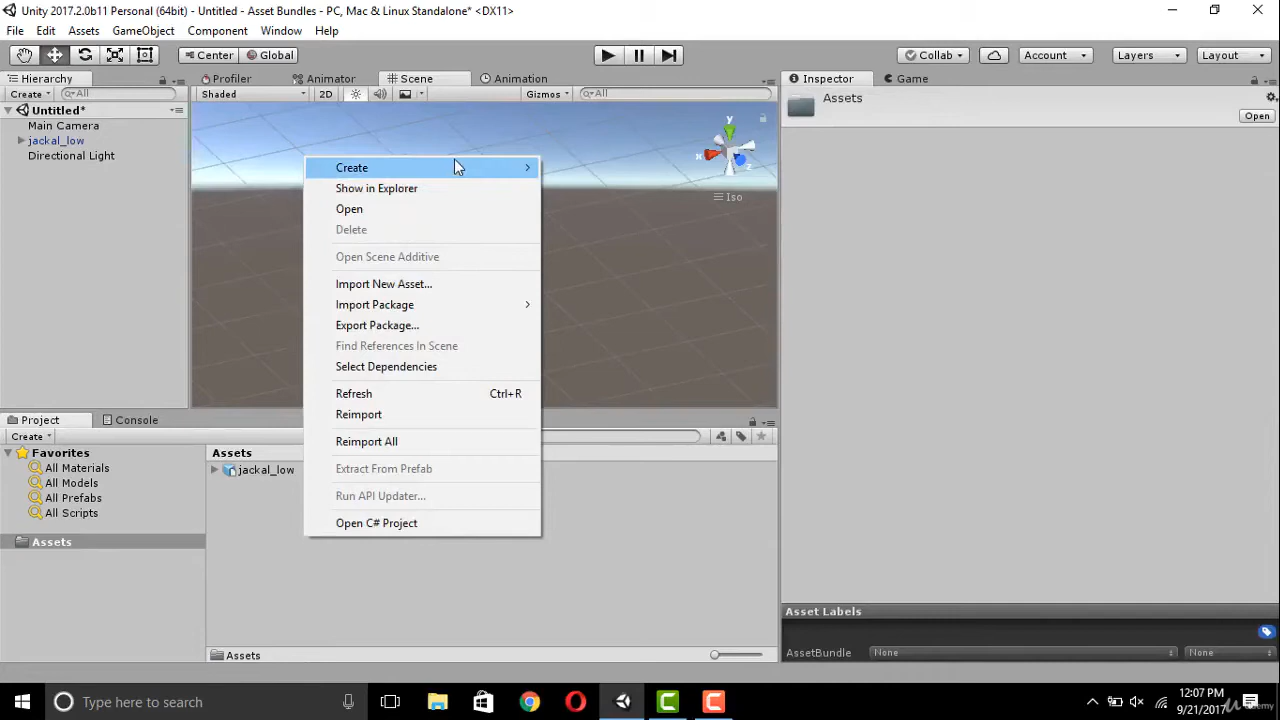 Unity 2017.2.0b11 Personal (64bit) - Untitled - Asset Bundles - PC, Mac & Linux Standalone* <DX11>
File Edit Assets GameObject Component Window Help
Center Global Collab Account Layers Layout
Hierarchy Profiler Animator Scene Animation Inspector Game
Create All Shaded 2D Gizmos All Assets
Open
Untitled*
Main Camera
jackal_low
Directional Light
y
x
z
Iso
Create
Show in Explorer
Open
Delete
Open Scene Additive
Import New Asset...
Import Package
Export Package...
Find References In Scene
Select Dependencies
Refresh Ctrl+R
Reimport
Reimport All
Extract From Prefab
Run API Updater...
Open C# Project
Project Console
Create
Favorites
All Materials
All Models
All Prefabs
All Scripts
Assets
Assets
jackal_low
Assets
Asset Labels
AssetBundle None None
Type here to search
12:07 PM
9/21/2017
Udemy